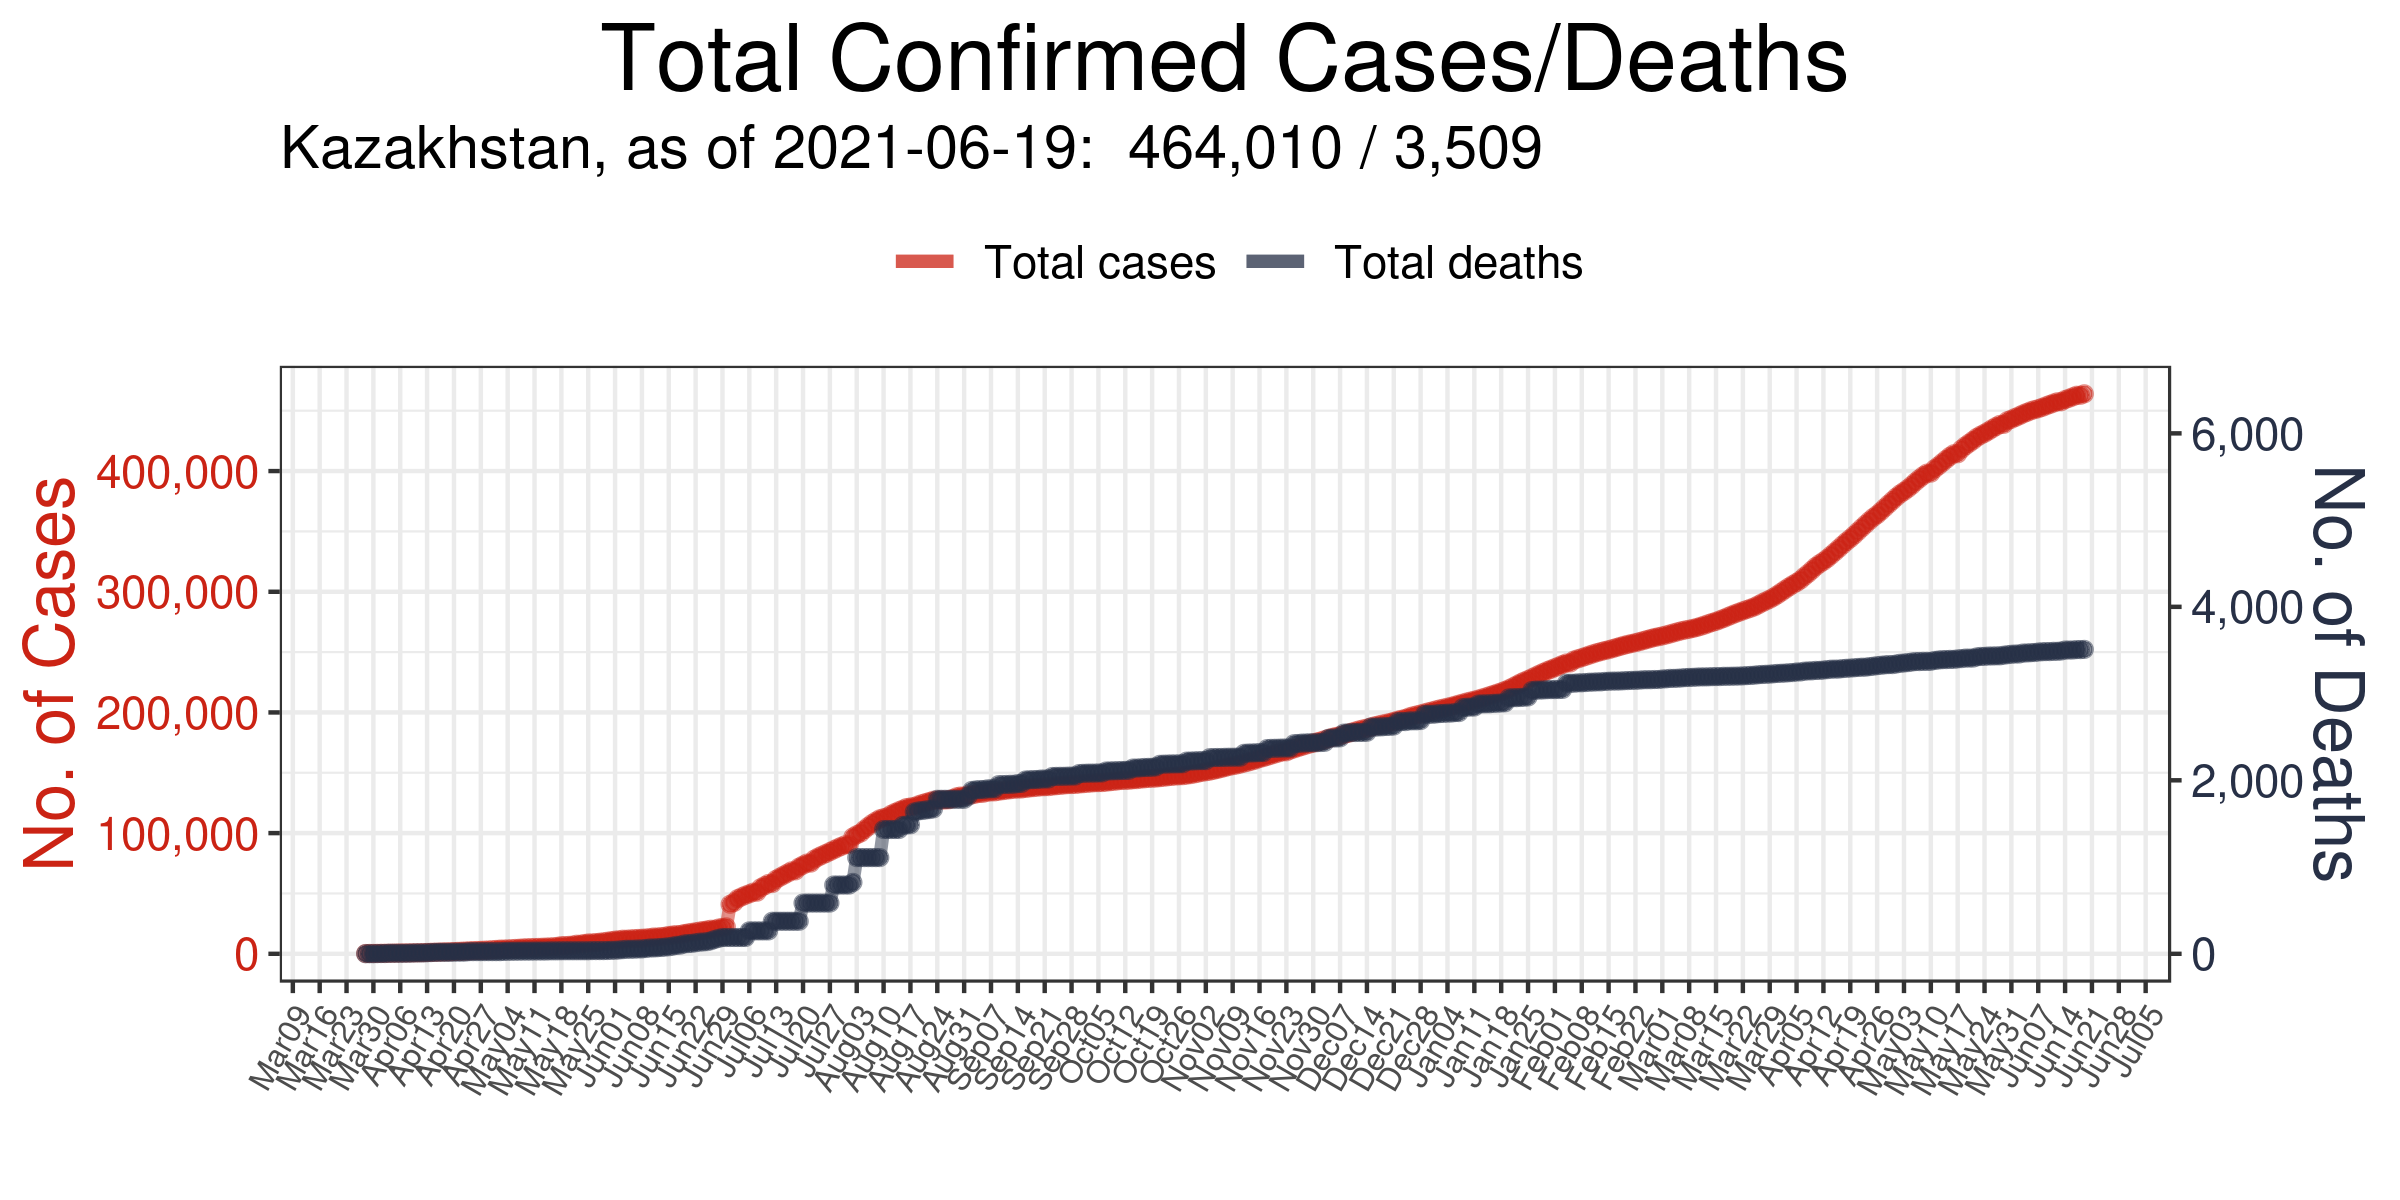 Total Confirmed Cases/Deaths
Kazakhstan, as of 2021-06-19:  464,010 / 3,509
Total cases
Total deaths
No. of Cases
400,000
300,000
200,000
100,000
0
6,000
4,000
2,000
0
No. of Deaths
Mar09
Mar16
Mar23
Mar30
Apr06
Apr13
Apr20
Apr27
May04
May11
May18
May25
Jun01
Jun08
Jun15
Jun22
Jun29
Jul06
Jul13
Jul20
Jul27
Aug03
Aug10
Aug17
Aug24
Aug31
Sep07
Sep14
Sep21
Sep28
Oct05
Oct12
Oct19
Oct26
Nov02
Nov09
Nov16
Nov23
Nov30
Dec07
Dec14
Dec21
Dec28
Jan04
Jan11
Jan18
Jan25
Feb01
Feb08
Feb15
Feb22
Mar01
Mar08
Mar15
Mar22
Mar29
Apr05
Apr12
Apr19
Apr26
May03
May10
May17
May24
May31
Jun07
Jun14
Jun21
Jun28
Jul05